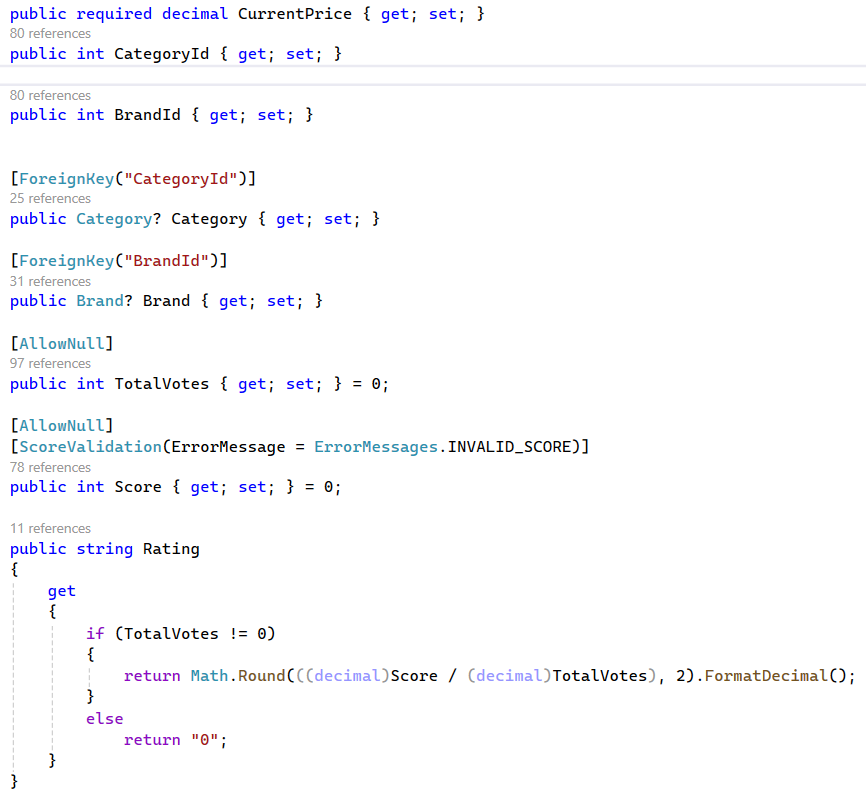 public required decimal CurrentPrice { get; set; }
80 references
public int CategoryId { get; set; }
80 references
public int BrandId { get; set; }
[ForeignKey("CategoryId")]
25 references
public Category? Category { get; set; }
[ForeignKey("BrandId")]
31 references
public Brand? Brand { get; set; }
[AllowNull]
97 references
public int TotalVotes { get; set; } = 0;
[AllowNull]
[ScoreValidation(ErrorMessage = ErrorMessages.INVALID_SCORE)]
78 references
public int Score { get; set; } = 0;
11 references
public string Rating
{
get
{
if (TotalVotes != 0)
{
return Math.Round(((decimal)Score / (decimal)TotalVotes), 2).FormatDecimal();
}
else
return "0";
}
}